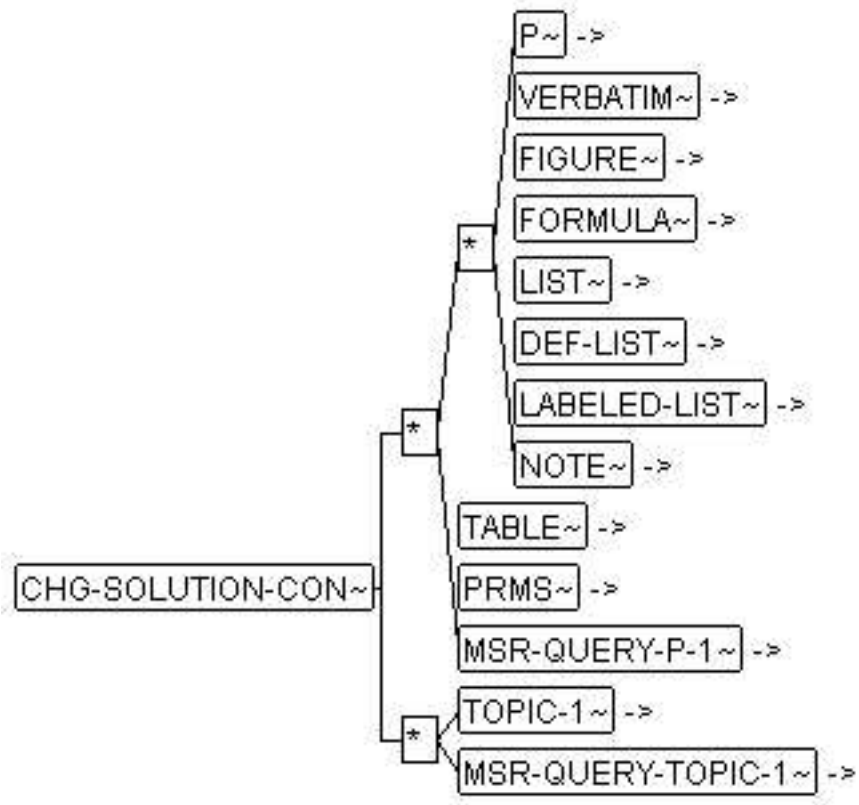 P~ ->
VERBATIM~ ->
FIGURE~ ->
FORMULA~ ->
*
LIST~ ->
DEF-LIST~ ->
LABELED-LIST~ ->
*
NOTE~ ->
TABLE~ ->
CHG-SOLUTION-CON~
PRMS~ ->
MSR-QUERY-P-1~ ->
TOPIC-1~ ->
*
MSR-QUERY-TOPIC-1~ ->